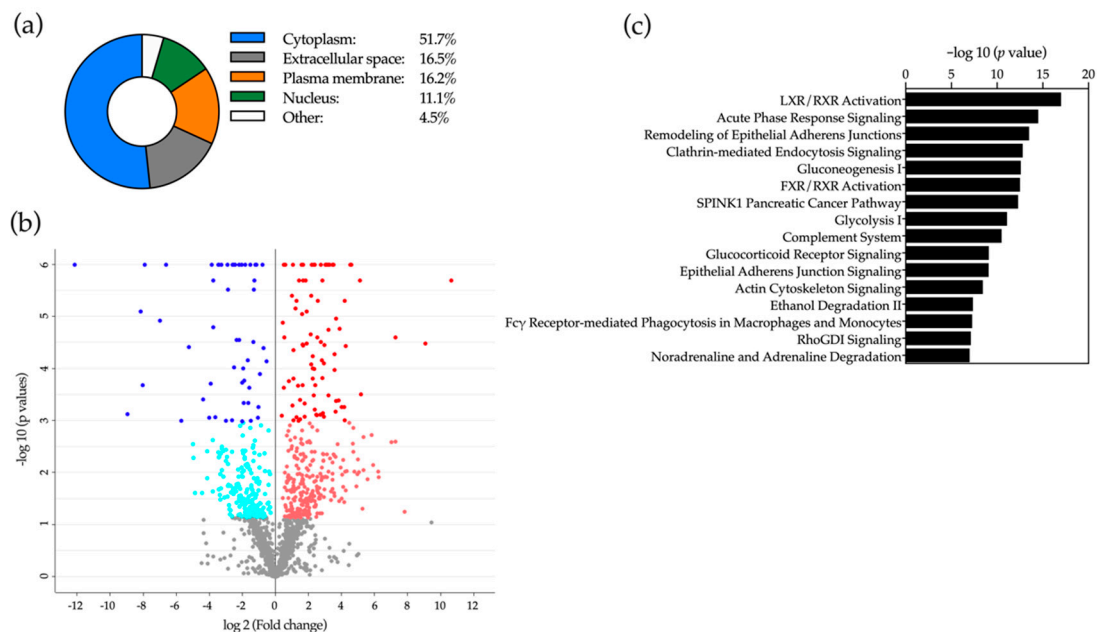 (a)
Cytoplasm: 51.7%
Extracellular space: 16.5%
Plasma membrane: 16.2%
Nucleus: 11.1%
Other: 4.5%
(b)
-log 10 (p values)
6
5
4
3
2
1
0
-12 -10 -8 -6 -4 -2 0 2 4 6 8 10 12
log 2 (Fold change)
(c)
−log 10 (p value)
0 5 10 15 20
LXR/RXR Activation
Acute Phase Response Signaling
Remodeling of Epithelial Adherens Junctions
Clathrin-mediated Endocytosis Signaling
Gluconeogenesis I
FXR/RXR Activation
SPINK1 Pancreatic Cancer Pathway
Glycolysis I
Complement System
Glucocorticoid Receptor Signaling
Epithelial Adherens Junction Signaling
Actin Cytoskeleton Signaling
Ethanol Degradation II
Fcγ Receptor-mediated Phagocytosis in Macrophages and Monocytes
RhoGDI Signaling
Noradrenaline and Adrenaline Degradation